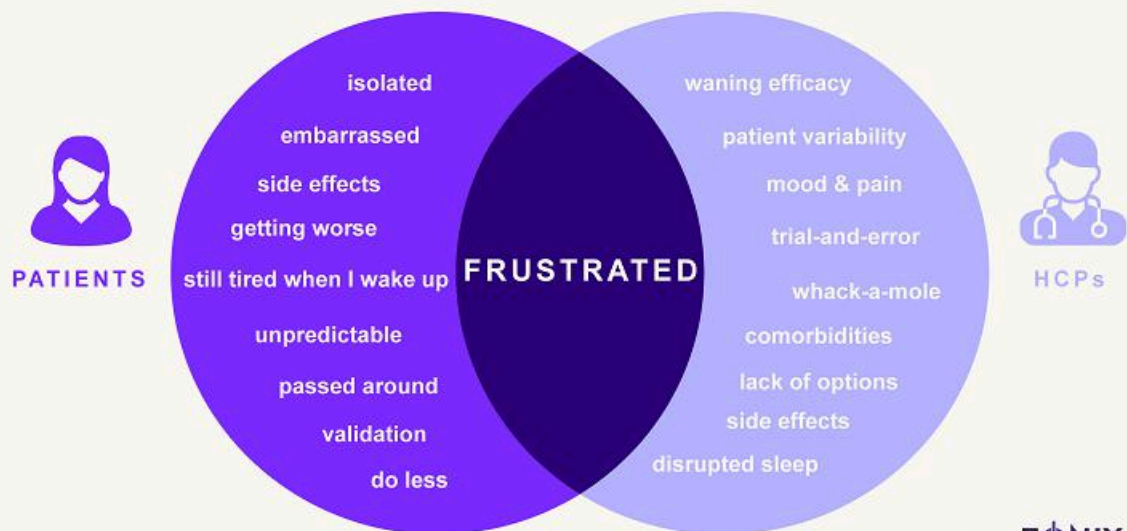 isolated
embarrassed
side effects
getting worse
still tired when I wake up
unpredictable
passed around
validation
do less
PATIENTS
FRUSTRATED
waning efficacy
patient variability
mood & pain
trial-and-error
whack-a-mole
comorbidities
lack of options
side effects
disrupted sleep
HCPs